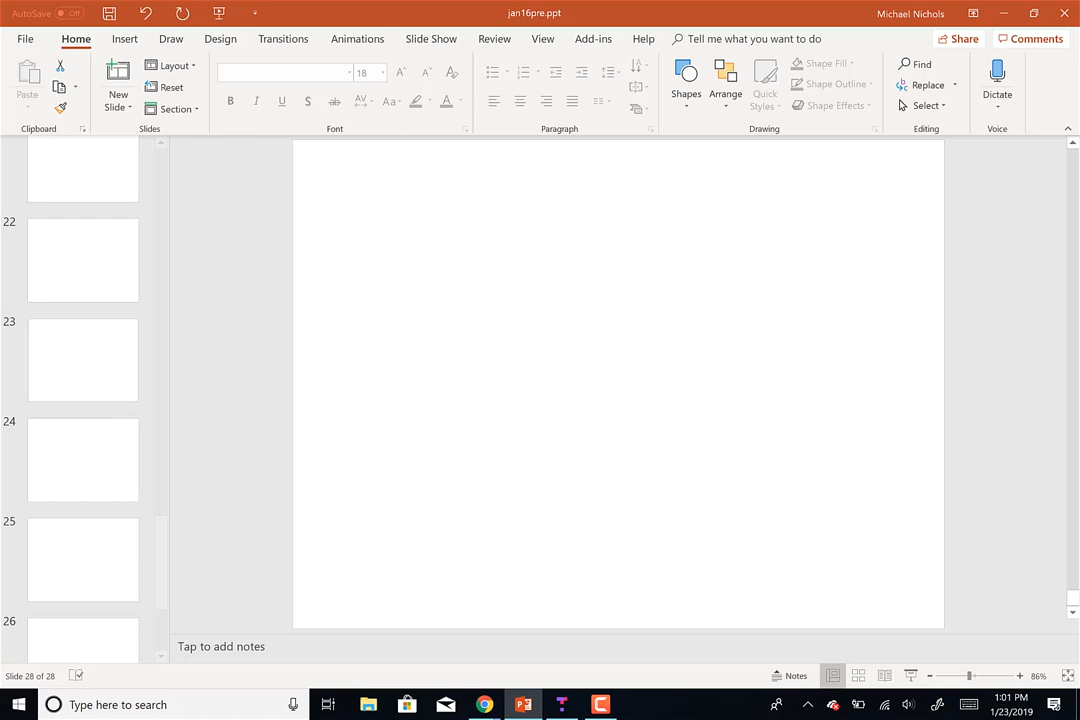 AutoSave Off
jan16pre.ppt
Michael Nichols
File Home Insert Draw Design Transitions Animations Slide Show Review View Add-ins Help Tell me what you want to do Share Comments
Paste
Clipboard
New Slide
Layout
Reset
Section
Slides
18
B I U S ab AV Aa A
Font
Paragraph
Shapes
Arrange
Quick Styles
Shape Fill
Shape Outline
Shape Effects
Drawing
Find
Replace
Select
Editing
Dictate
Voice
22
23
24
25
26
Tap to add notes
Slide 28 of 28
Notes
86%
Type here to search
1:01 PM
1/23/2019